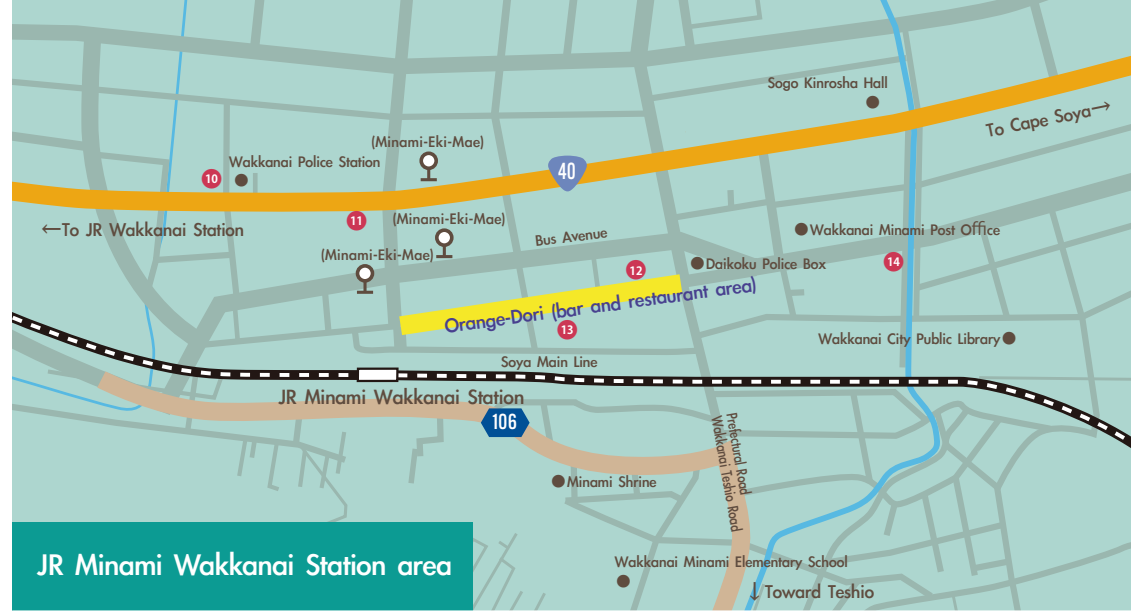 Sogo Kinrosha Hall
To Cape Soya→
(Minami-Eki-Mae)
Wakkanai Police Station
10
40
11
(Minami-Eki-Mae)
←To JR Wakkanai Station
Bus Avenue
Wakkanai Minami Post Office
(Minami-Eki-Mae)
12
Daikoku Police Box
14
Orange-Dori (bar and restaurant area)
13
Wakkanai City Public Library
Soya Main Line
JR Minami Wakkanai Station
106
Prefectural Road
Wakkanai Teshio Road
Minami Shrine
Wakkanai Minami Elementary School
↓Toward Teshio
JR Minami Wakkanai Station area